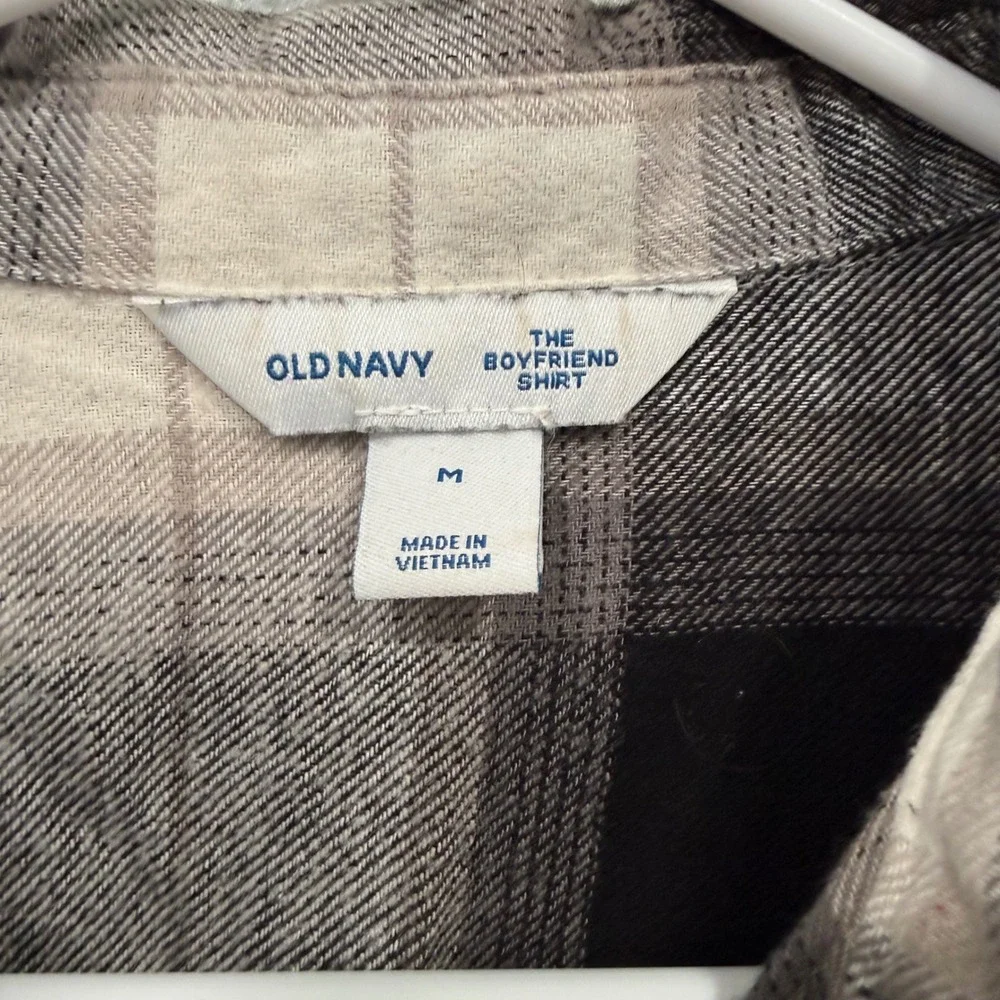 OLD NAVY
THE
BOYFRIEND
SHIRT
M
MADE IN
VIETNAM